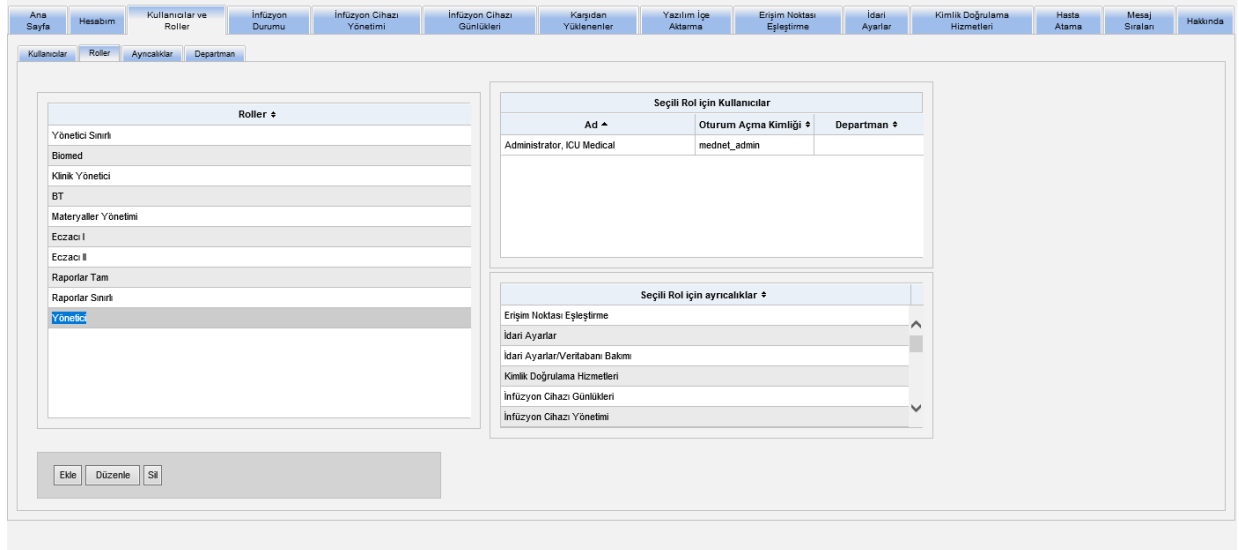 Ana Sayfa
Hesabım
Kullanıcılar ve Roller
İnfüzyon Durumu
İnfüzyon Cihazı Yönetimi
İnfüzyon Cihazı Günlükleri
Karşıdan Yüklenenler
Yazılım İçe Aktarma
Erişim Noktası Eşleştirme
İdari Ayarlar
Kimlik Doğrulama Hizmetleri
Hasta Atama
Mesaj Sıraları
Hakkında
Kullanıcılar
Roller
Ayrıcalıklar
Departman
Roller
Yönetici Sınırlı
Biomed
Klinik Yönetici
BT
Materyaller Yönetimi
Eczacı I
Eczacı II
Raporlar Tam
Raporlar Sınırlı
Yönetici
Seçili Rol için Kullanıcılar
Ad Oturum Açma Kimliği Departman
Administrator, ICU Medical mednet_admin
Seçili Rol için ayrıcalıklar
Erişim Noktası Eşleştirme
İdari Ayarlar
İdari Ayarlar/Veritabanı Bakımı
Kimlik Doğrulama Hizmetleri
İnfüzyon Cihazı Günlükleri
İnfüzyon Cihazı Yönetimi
Ekle Düzenle Sil